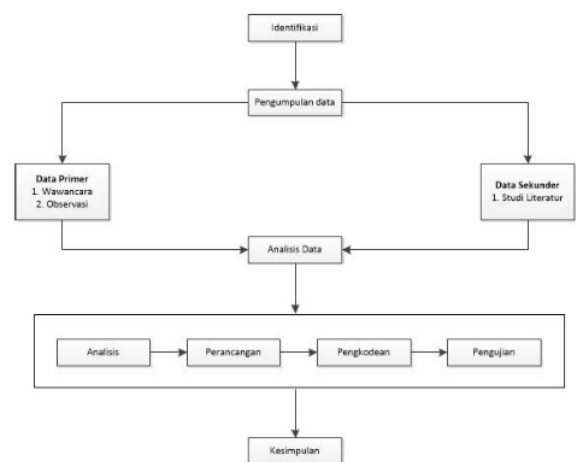 Identifikasi
Pengumpulan data
Data Primer
1. Wawancara
2. Observasi
Data Sekunder
1. Studi Literatur
Analisis Data
Analisis
Perancangan
Pengkodean
Pengujian
Kesimpulan